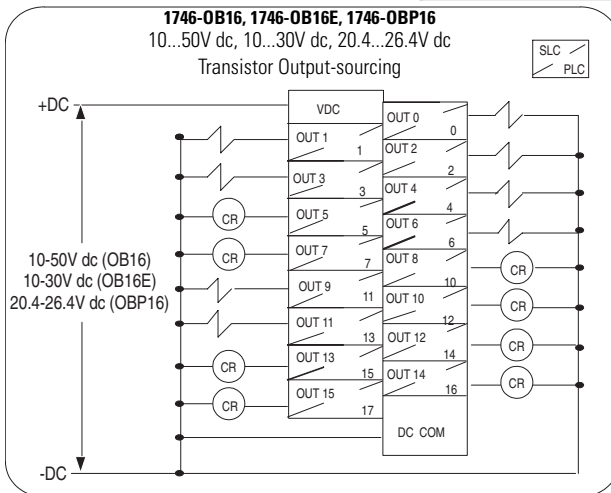 1746-OB16, 1746-OB16E, 1746-OBP16
10...50V dc, 10...30V dc, 20.4...26.4V dc
Transistor Output-sourcing
SLC
PLC
+DC
VDC
OUT 0
0
OUT 1
1
OUT 2
2
OUT 3
3
OUT 4
4
CR
OUT 5
5
OUT 6
6
CR
OUT 7
7
OUT 8
10
CR
10-50V dc (OB16)
10-30V dc (OB16E)
20.4-26.4V dc (OBP16)
OUT 9
11
OUT 10
12
CR
OUT 11
13
OUT 12
14
CR
CR
OUT 13
15
OUT 14
16
CR
CR
OUT 15
17
DC COM
-DC